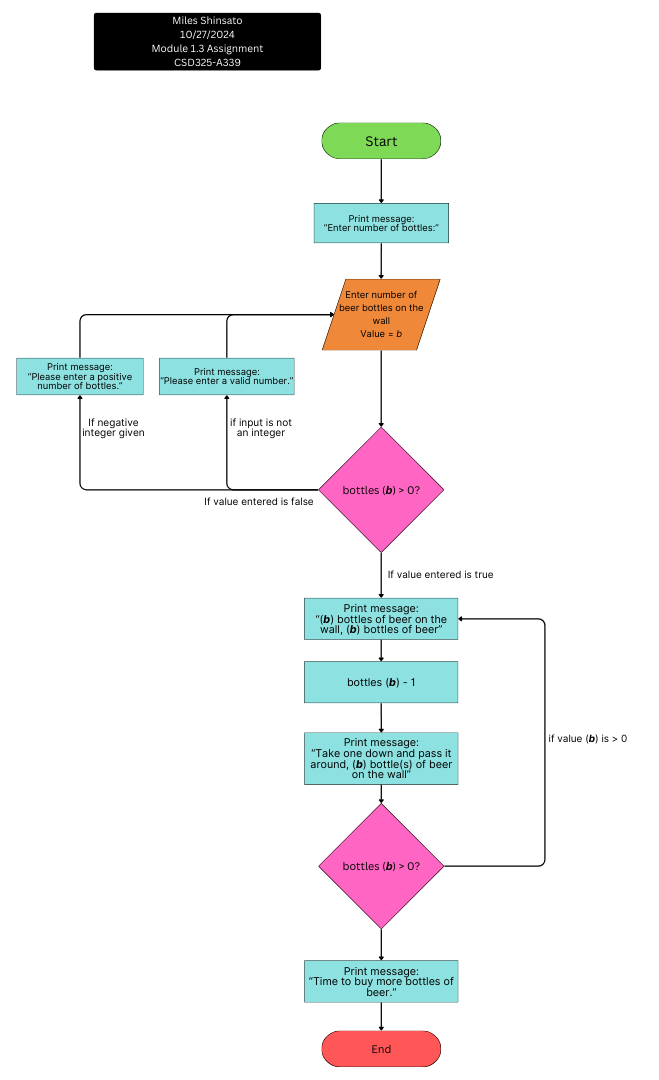 Miles Shinsato
10/27/2024
Module 1.3 Assignment
CSD325-A339
Start
Print message:
“Enter number of bottles:”
Enter number of
beer bottles on the
wall
Value = b
Print message:
“Please enter a positive
number of bottles.”
Print message:
“Please enter a valid number.”
If negative
integer given
if input is not
an integer
bottles (b) > 0?
If value entered is false
If value entered is true
Print message:
“(b) bottles of beer on the
wall, (b) bottles of beer”
bottles (b) - 1
if value (b) is > 0
Print message:
“Take one down and pass it
around, (b) bottle(s) of beer
on the wall”
bottles (b) > 0?
Print message:
“Time to buy more bottles of
beer.”
End